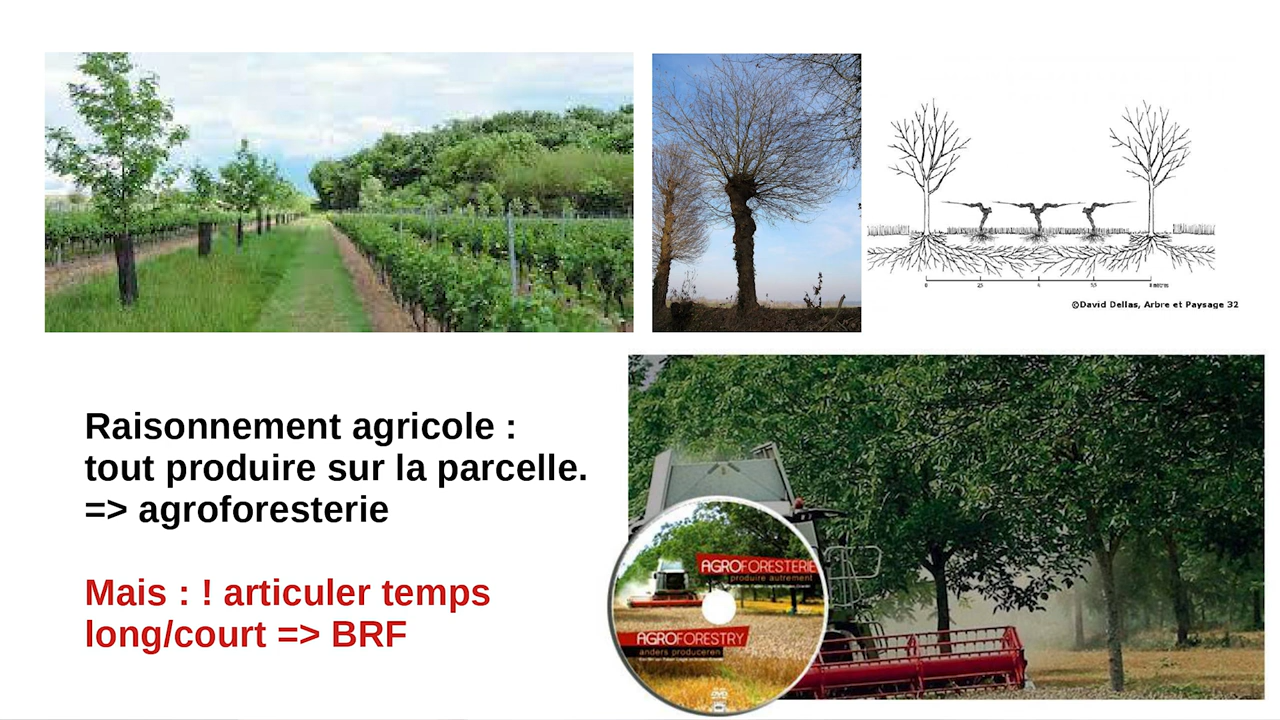 ©David Dellas, Arbre et Paysage 32
Raisonnement agricole :
tout produire sur la parcelle.
=> agroforesterie
Mais : ! articuler temps
long/court => BRF
AGROFORESTERIE
produire autrement
AGROFORESTRY
anders produceren
DVD